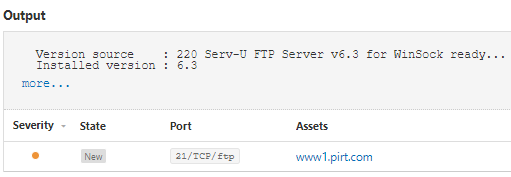 Output
Version source    : 220 Serv-U FTP Server v6.3 for WinSock ready...
Installed version : 6.3
more...
Severity State Port Assets
New 21/TCP/ftp www1.pirt.com